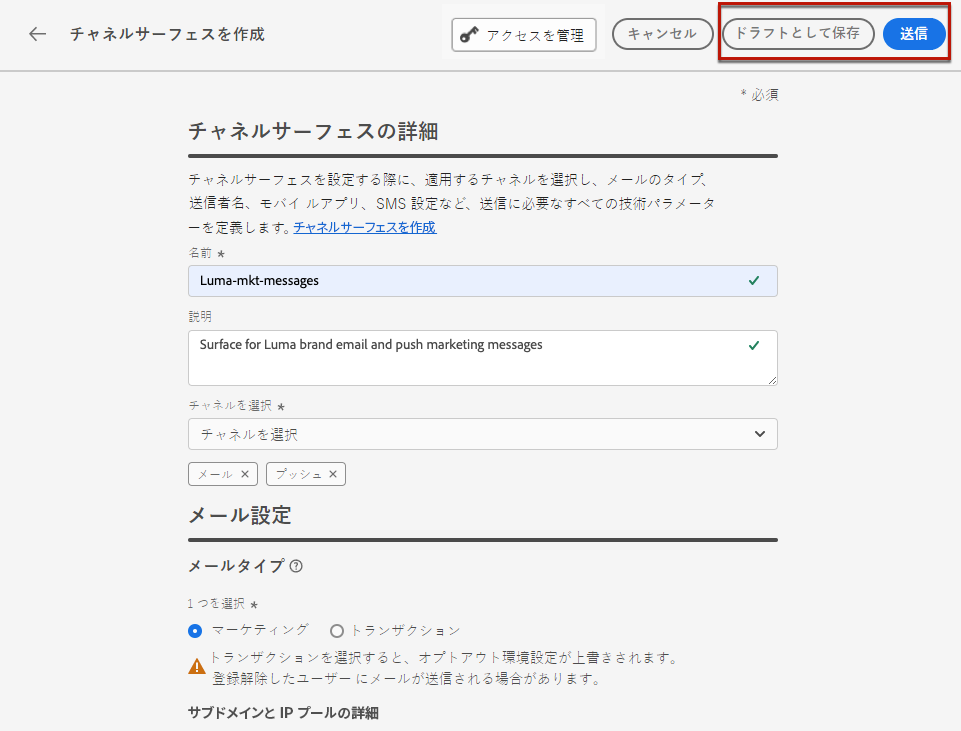 チャネルサーフェスを作成
アクセスを管理
キャンセル
ドラフトとして保存
送信
* 必須
チャネルサーフェスの詳細
チャネルサーフェスを設定する際に、適用するチャネルを選択し、メールのタイプ、
送信者名、モバイ ルアプリ、SMS 設定など、送信に必要なすべての技術パラメータ
ーを定義します。チャネルサーフェスを作成
名前 *
Luma-mkt-messages
説明
Surface for Luma brand email and push marketing messages
チャネルを選択 *
チャネルを選択
メール ×
プッシュ ×
メール設定
メールタイプ ?
1 つを選択 *
マーケティング
トランザクション
トランザクションを選択すると、オプトアウト環境設定が上書きされます。
登録解除したユーザー にメールが送信される場合があります。
サブドメインと IP プールの詳細